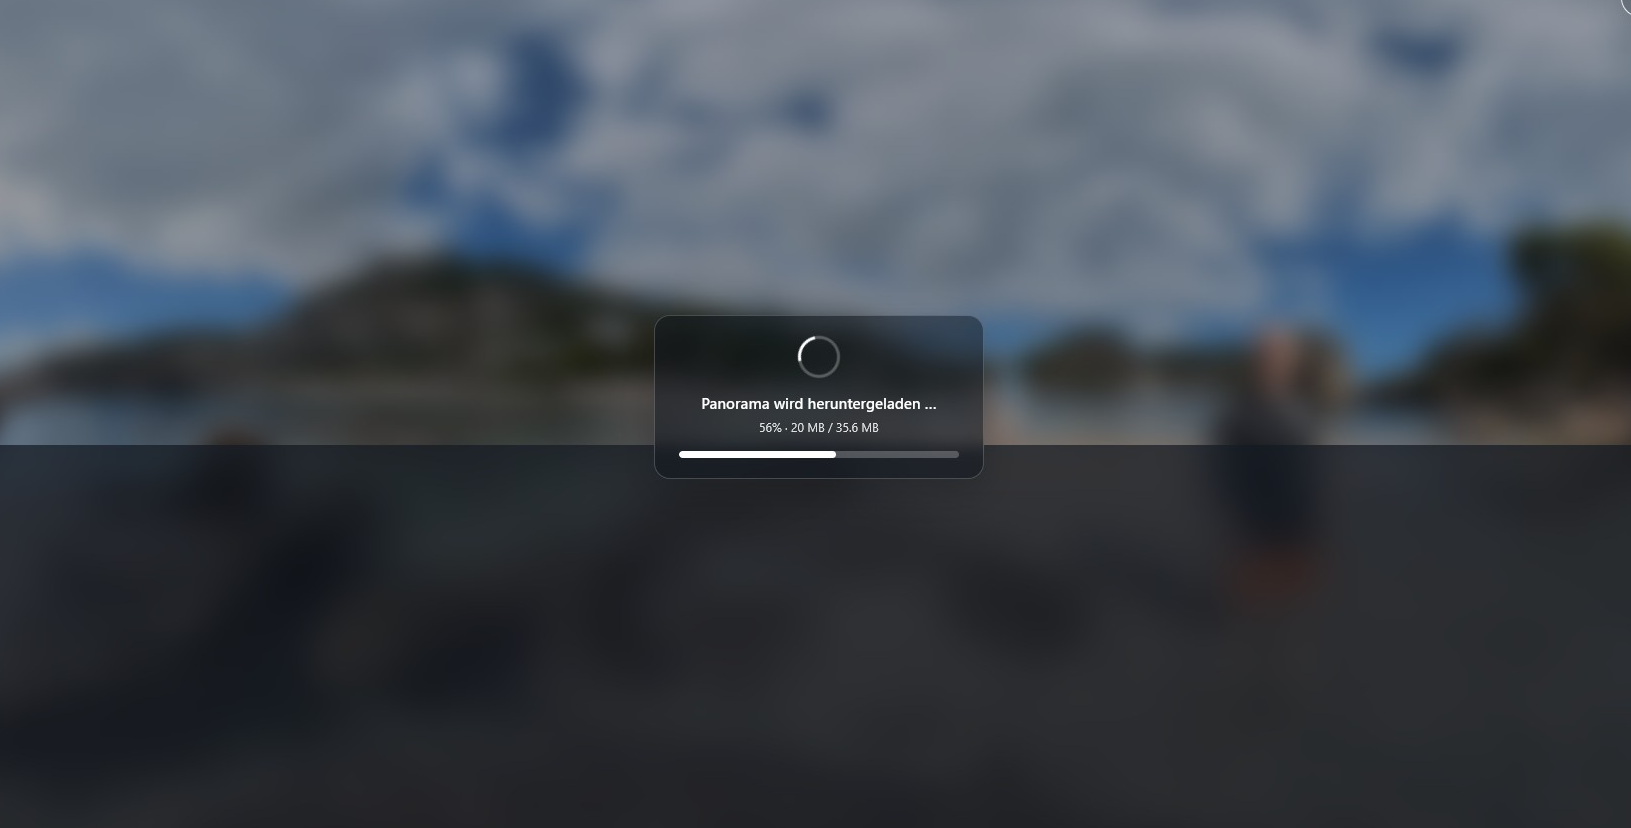 Panorama wird heruntergeladen ...
56% · 20 MB / 35.6 MB